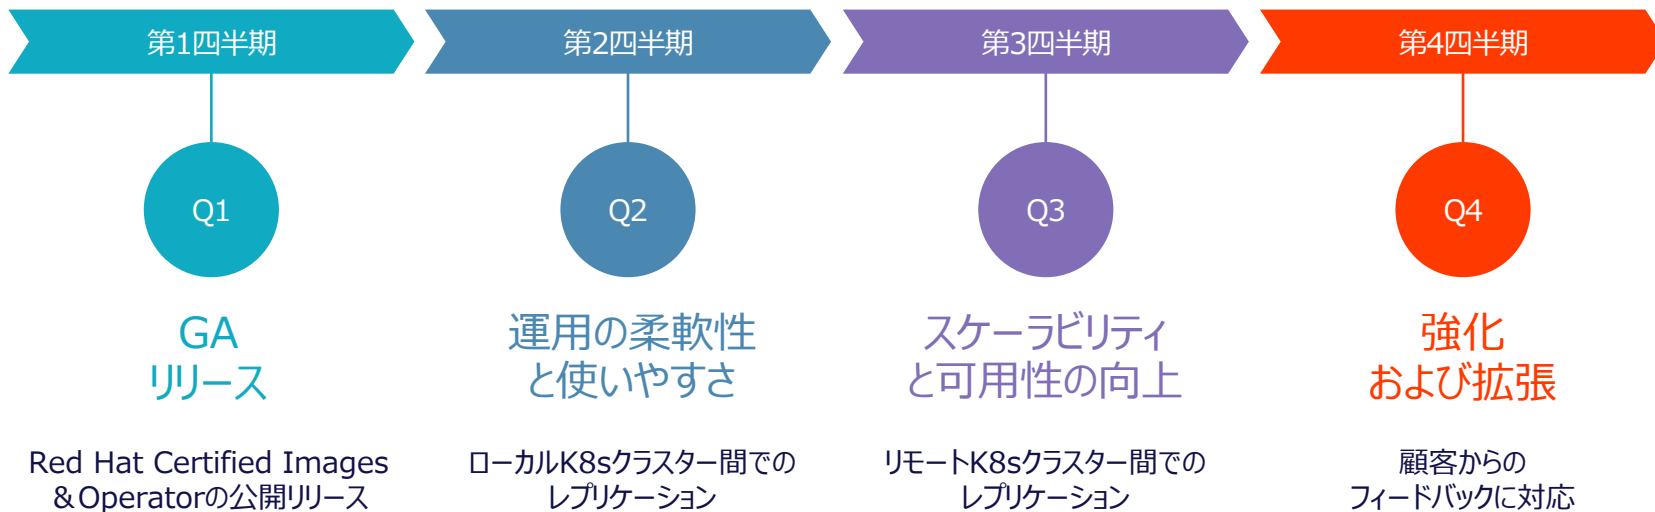 第1四半期
第2四半期
第3四半期
第4四半期
Q1
Q2
Q3
Q4
GA
リリース
運用の柔軟性
と使いやすさ
スケーラビリティ
と可用性の向上
強化
および拡張
Red Hat Certified Images
&Operatorの公開リリース
ローカルK8sクラスター間での
レプリケーション
リモートK8sクラスター間での
レプリケーション
顧客からの
フィードバックに対応